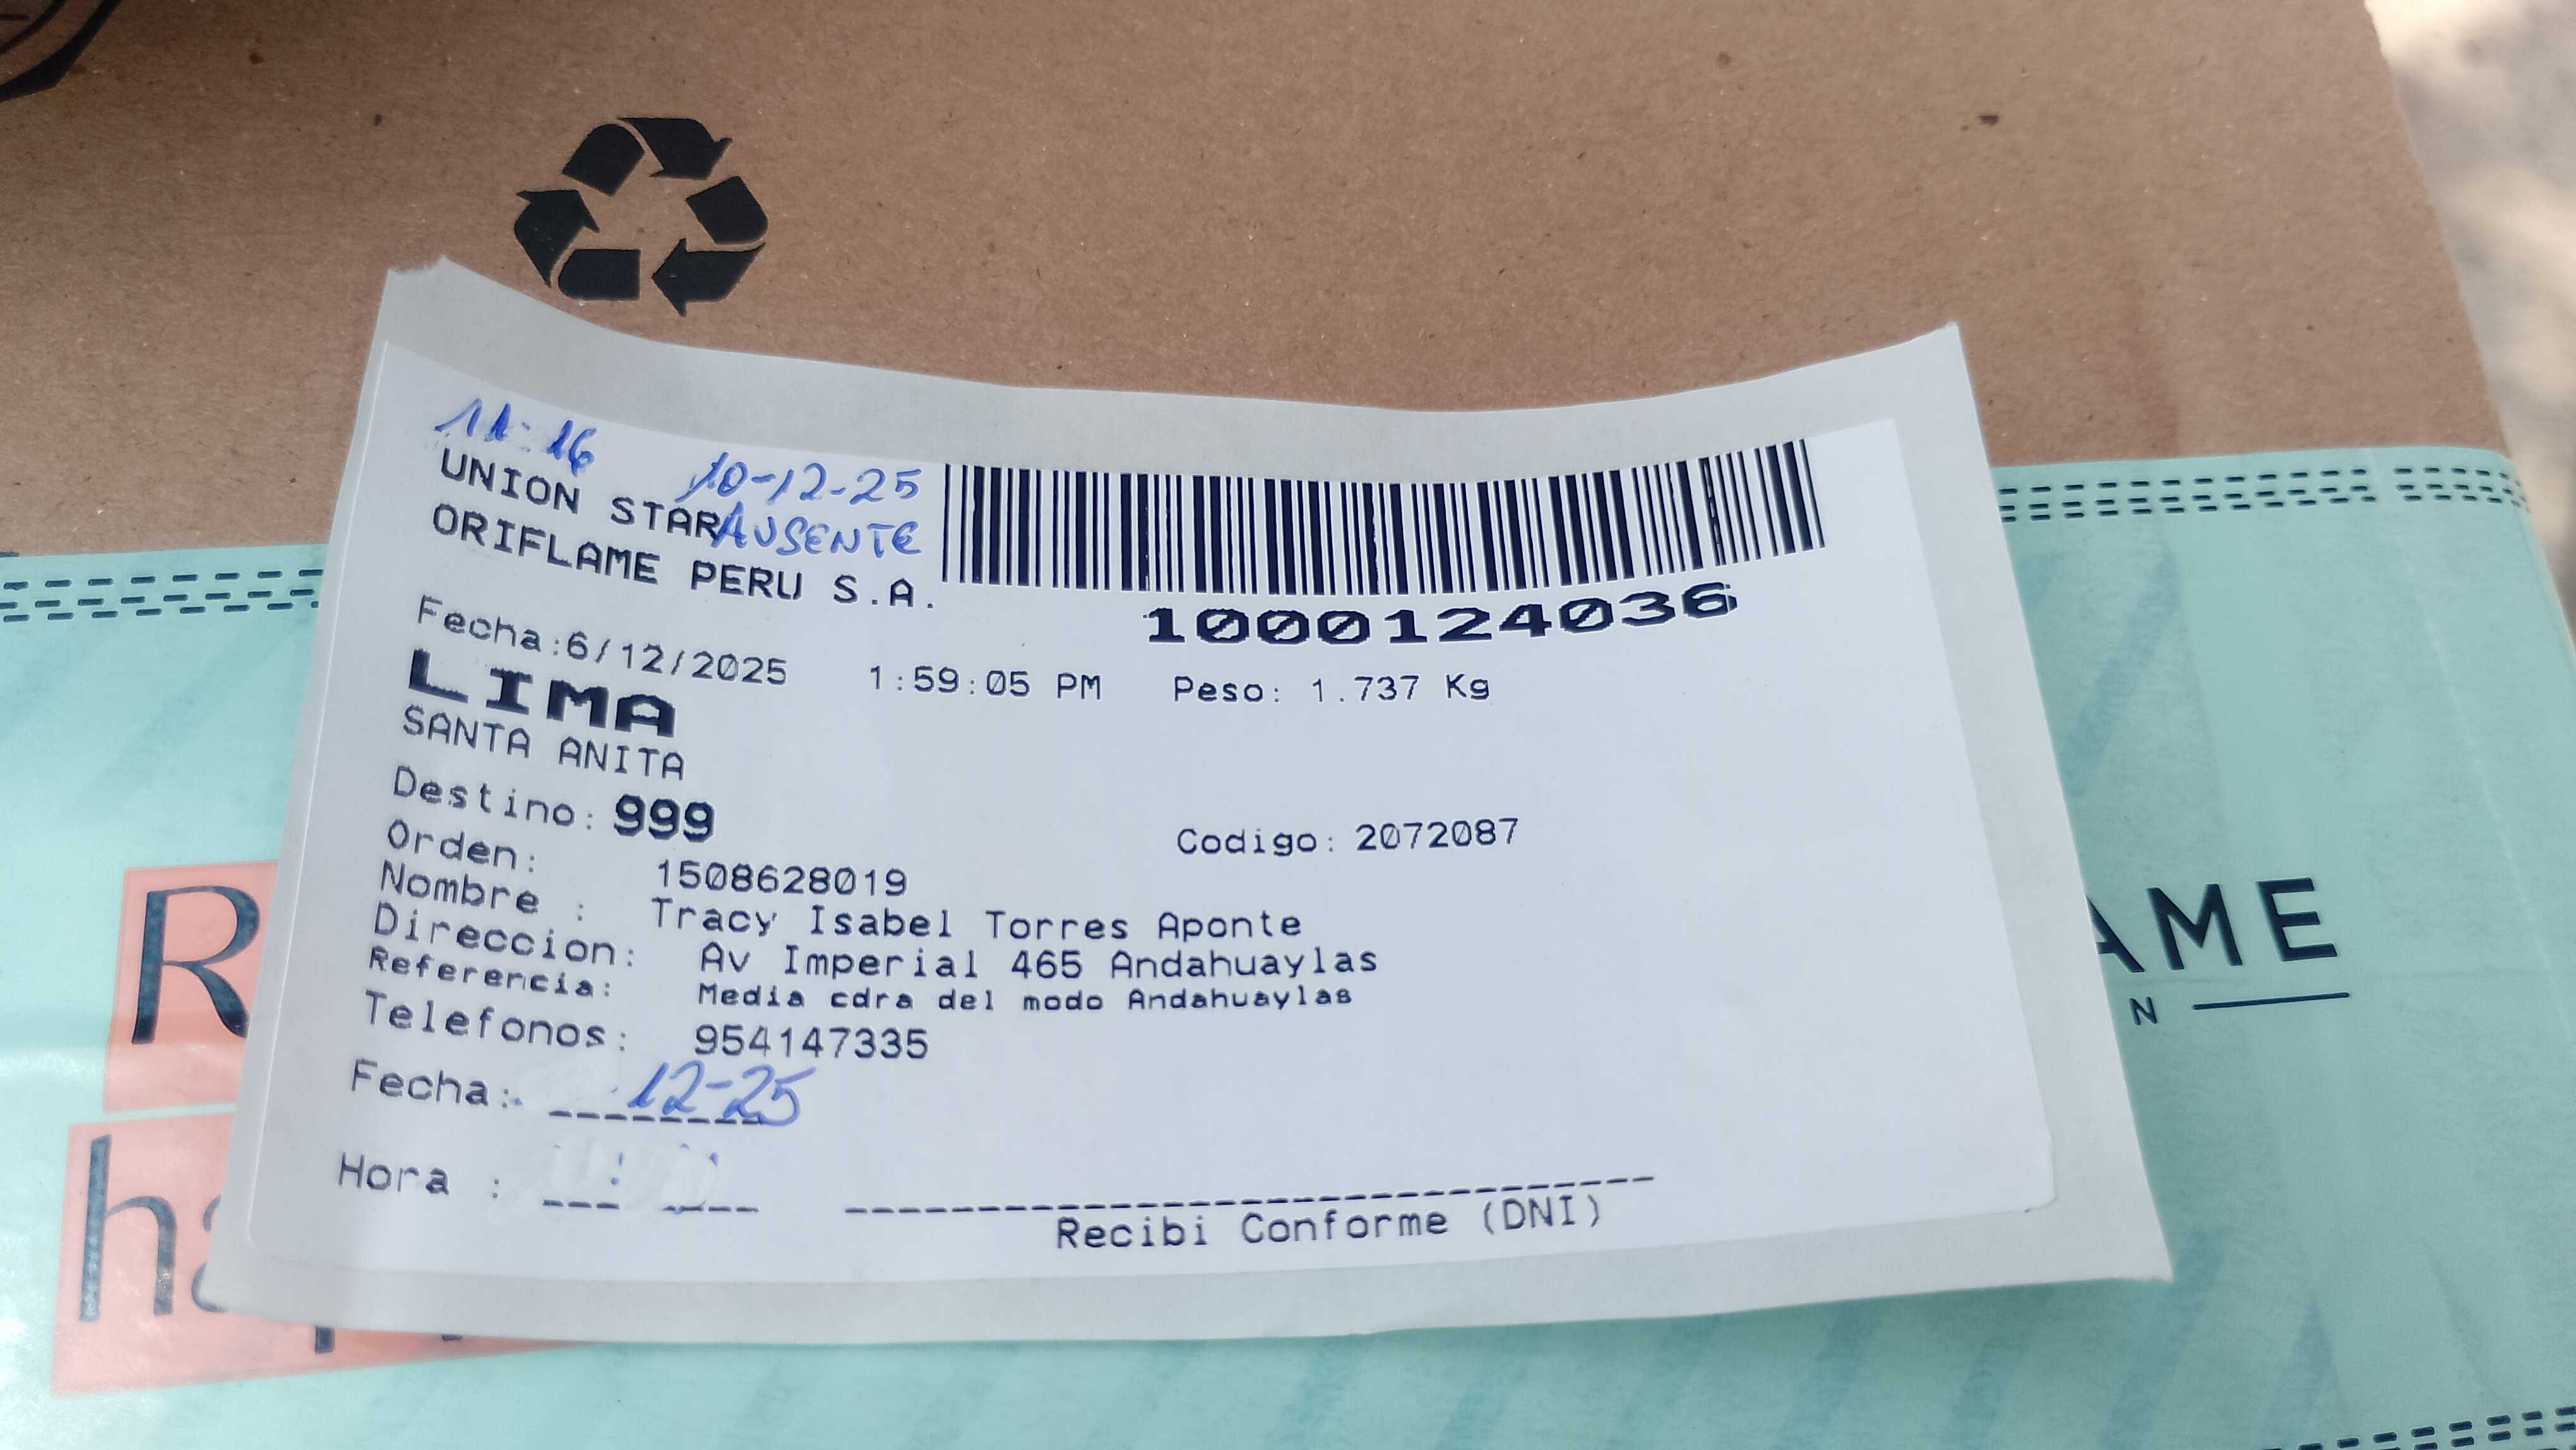 11:16
10-12-25
UNION STAR AUSENTE
ORIFLAME PERU S.A.
1000124036
Fecha:6/12/2025 1:59:05 PM Peso: 1.737 Kg
LIMA
SANTA ANITA
Destino: 999
Codigo: 2072087
Orden: 1508628019
Nombre : Tracy Isabel Torres Aponte
Direccion: Av Imperial 465 Andahuaylas
Referencia: Media cdra del modo Andahuaylas
Telefonos: 954147335
Fecha: 12-25
Hora :
Recibi Conforme (DNI)
R
AME
N